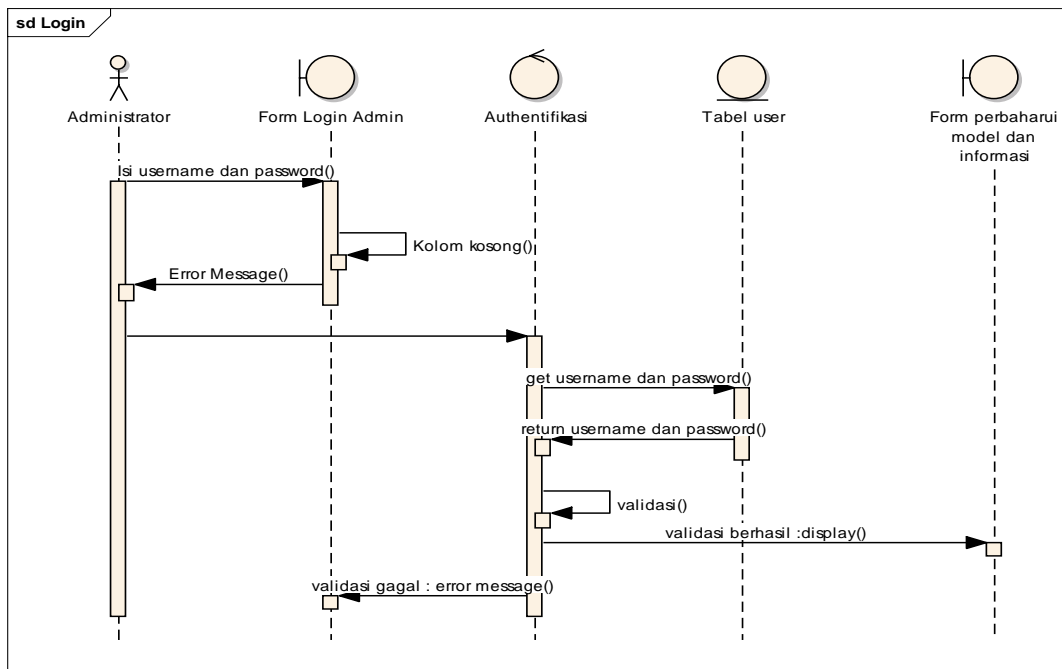 sd Login
Administrator
Form Login Admin
Authentifikasi
Tabel user
Form perbaharui
model dan
informasi
Isi username dan password()
Kolom kosong()
Error Message()
get username dan password()
return username dan password()
validasi()
validasi berhasil :display()
validasi gagal : error message()